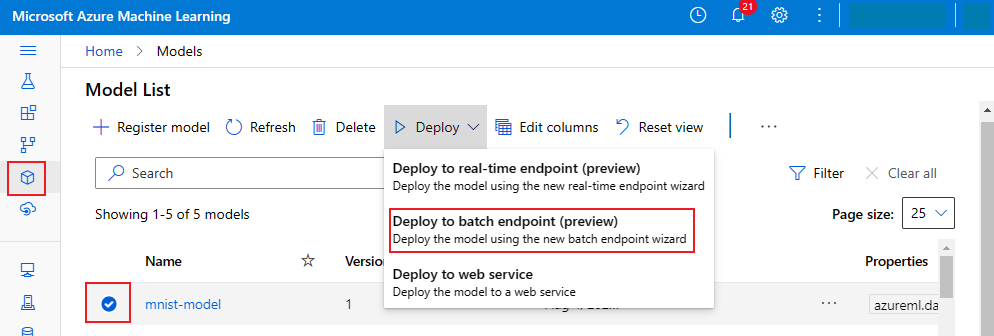 Microsoft Azure Machine Learning
21
Home > Models
Model List
Register model Refresh Delete Deploy Edit columns Reset view ...
Search
Deploy to real-time endpoint (preview)
Deploy the model using the new real-time endpoint wizard
Filter Clear all
Showing 1-5 of 5 models
Deploy to batch endpoint (preview)
Deploy the model using the new batch endpoint wizard
Page size: 25
Name Version
Deploy to web service
Deploy the model to a web service
Properties
mnist-model 1 ... azureml.da